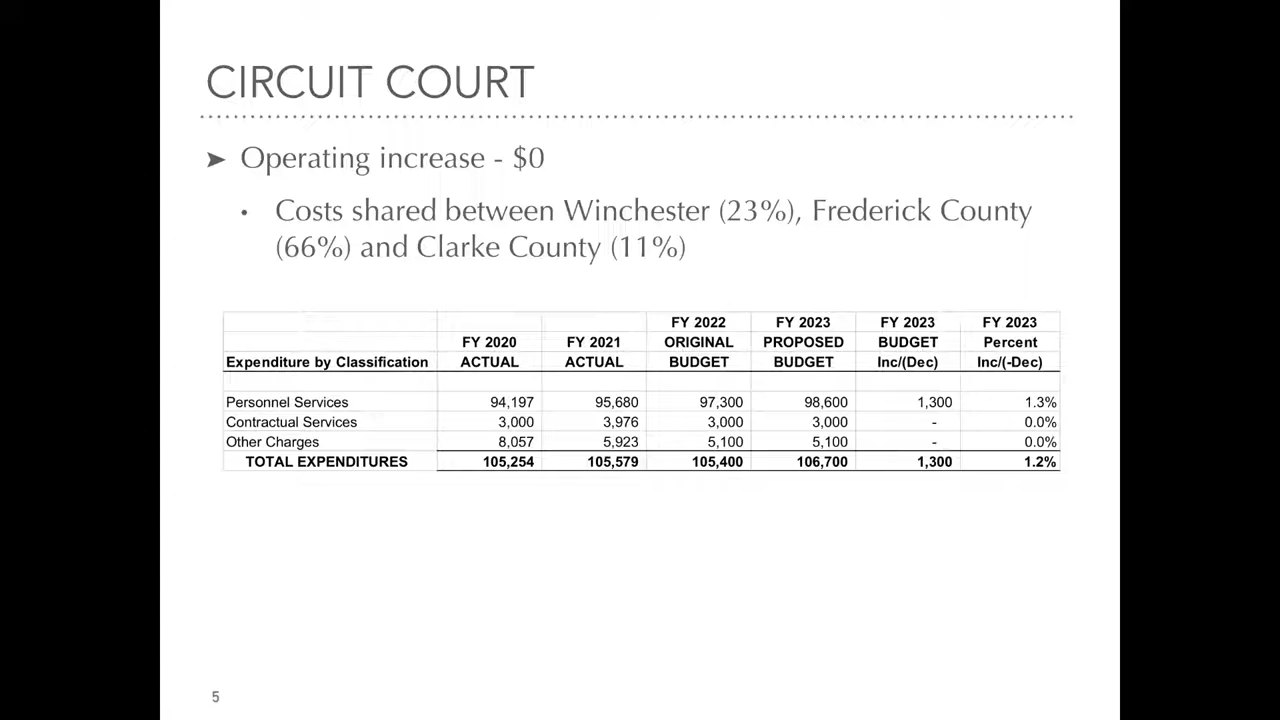 CIRCUIT COURT
➤ Operating increase - $0
• Costs shared between Winchester (23%), Frederick County
(66%) and Clarke County (11%)
FY 2022 FY 2023 FY 2023 FY 2023
FY 2020 FY 2021 ORIGINAL PROPOSED BUDGET Percent
Expenditure by Classification ACTUAL ACTUAL BUDGET BUDGET Inc/(Dec) Inc/(-Dec)
Personnel Services 94,197 95,680 97,300 98,600 1,300 1.3%
Contractual Services 3,000 3,976 3,000 3,000 - 0.0%
Other Charges 8,057 5,923 5,100 5,100 - 0.0%
TOTAL EXPENDITURES 105,254 105,579 105,400 106,700 1,300 1.2%
5